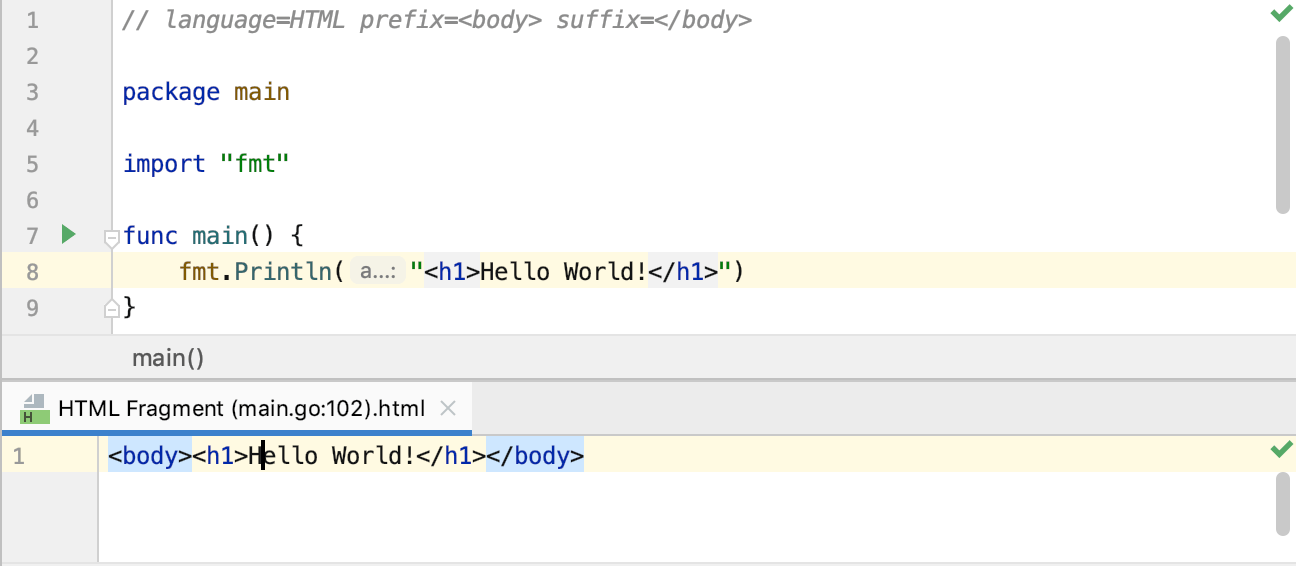 1 // language=HTML prefix=<body> suffix=</body>
2
3 package main
4
5 import "fmt"
6
7 func main() {
8 fmt.Println( a...: "<h1>Hello World!</h1>")
9 }
main()
H HTML Fragment (main.go:102).html
1 <body><h1>Hello World!</h1></body>